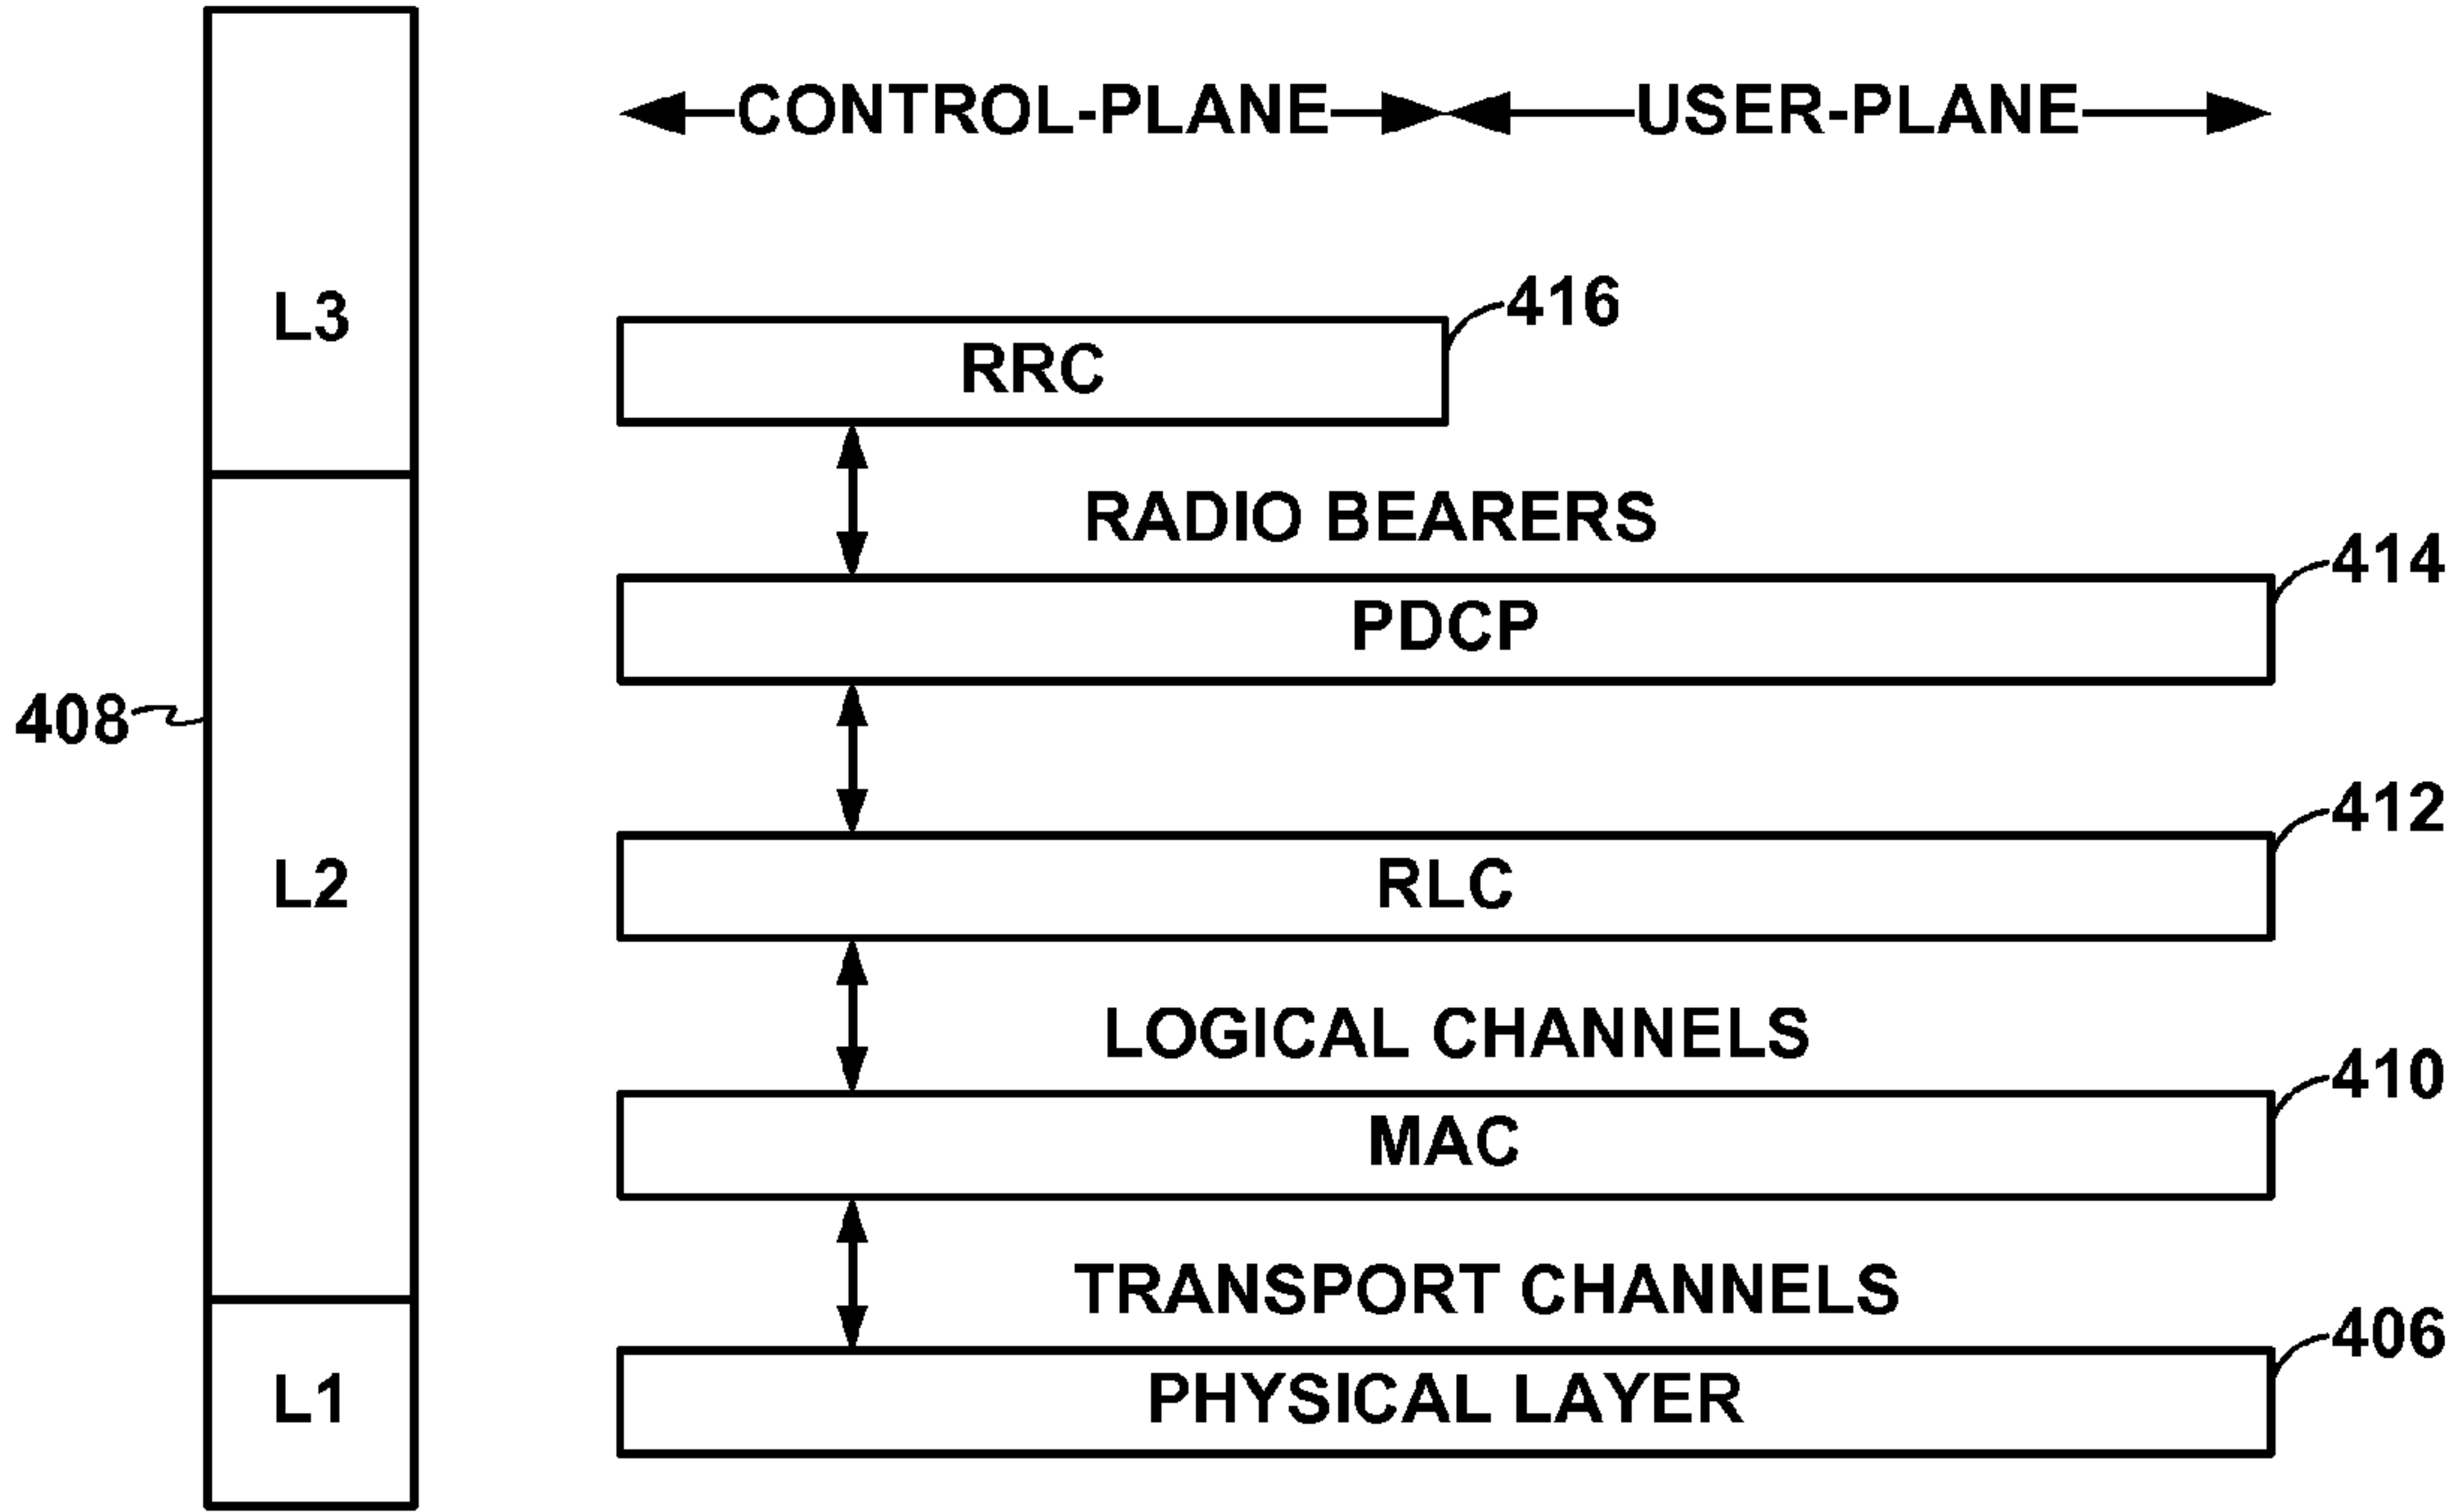 CONTROL-PLANE USER-PLANE
L3
416
RRC
RADIO BEARERS
414
PDCP
408
412
L2
RLC
LOGICAL CHANNELS
410
MAC
TRANSPORT CHANNELS
406
L1
PHYSICAL LAYER